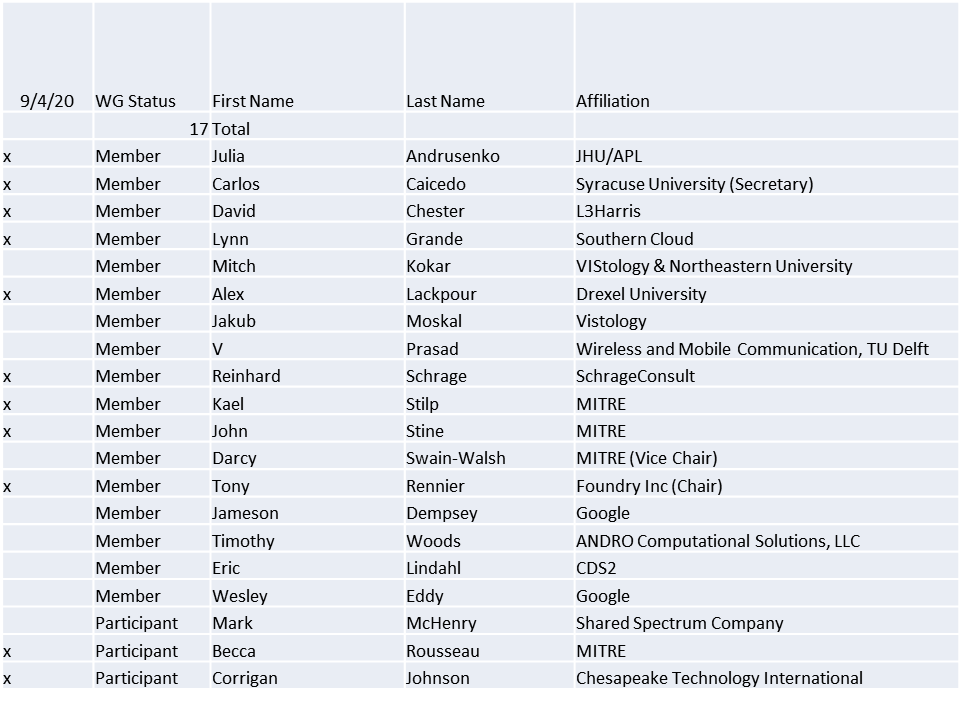 9/4/20 WG Status First Name Last Name Affiliation
17 Total
x Member Julia Andrusenko JHU/APL
x Member Carlos Caicedo Syracuse University (Secretary)
x Member David Chester L3Harris
x Member Lynn Grande Southern Cloud
Member Mitch Kokar VIStology & Northeastern University
x Member Alex Lackpour Drexel University
Member Jakub Moskal Vistology
Member V Prasad Wireless and Mobile Communication, TU Delft
x Member Reinhard Schrage SchrageConsult
x Member Kael Stilp MITRE
x Member John Stine MITRE
Member Darcy Swain-Walsh MITRE (Vice Chair)
x Member Tony Rennier Foundry Inc (Chair)
Member Jameson Dempsey Google
Member Timothy Woods ANDRO Computational Solutions, LLC
Member Eric Lindahl CDS2
Member Wesley Eddy Google
Participant Mark McHenry Shared Spectrum Company
x Participant Becca Rousseau MITRE
x Participant Corrigan Johnson Chesapeake Technology International